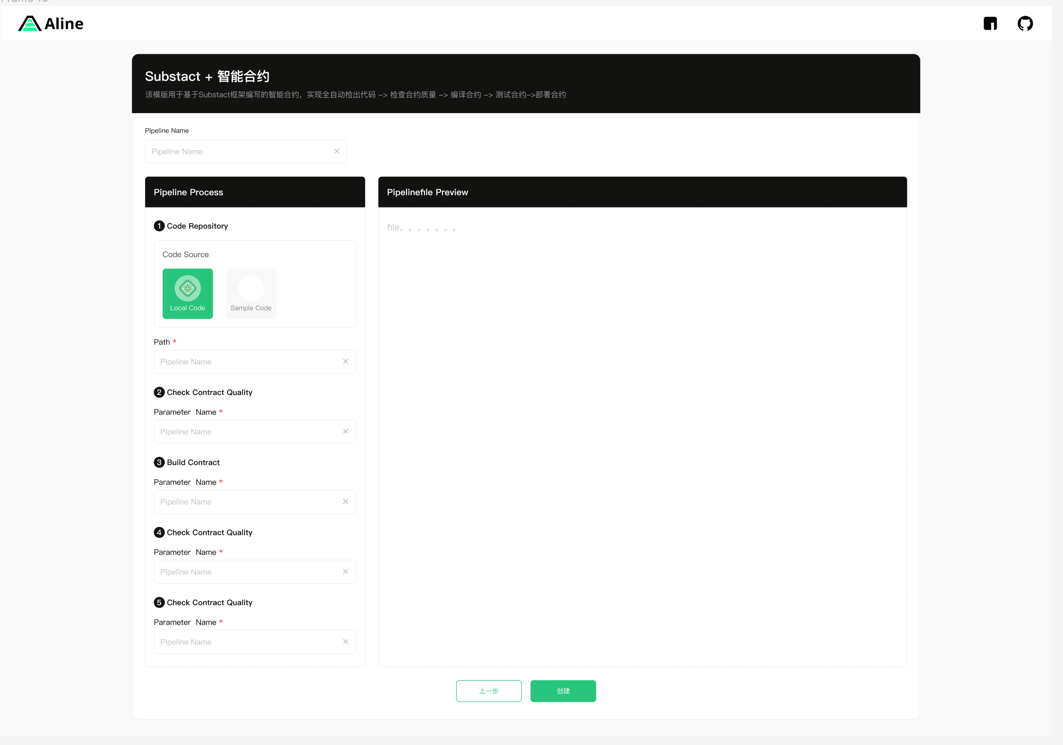 Aline
Substact + 智能合约
该模版用于基于Substact框架编写的智能合约，实现全自动检出代码 -> 检查合约质量 -> 编译合约 -> 测试合约->部署合约
Pipeline Name
Pipeline Name
Pipeline Process
1 Code Repository
Code Source
Local Code
Sample Code
Path *
Pipeline Name
2 Check Contract Quality
Parameter Name *
Pipeline Name
3 Build Contract
Parameter Name *
Pipeline Name
4 Check Contract Quality
Parameter Name *
Pipeline Name
5 Check Contract Quality
Parameter Name *
Pipeline Name
Pipelinefile Preview
file。。。。。。。
上一步
创建